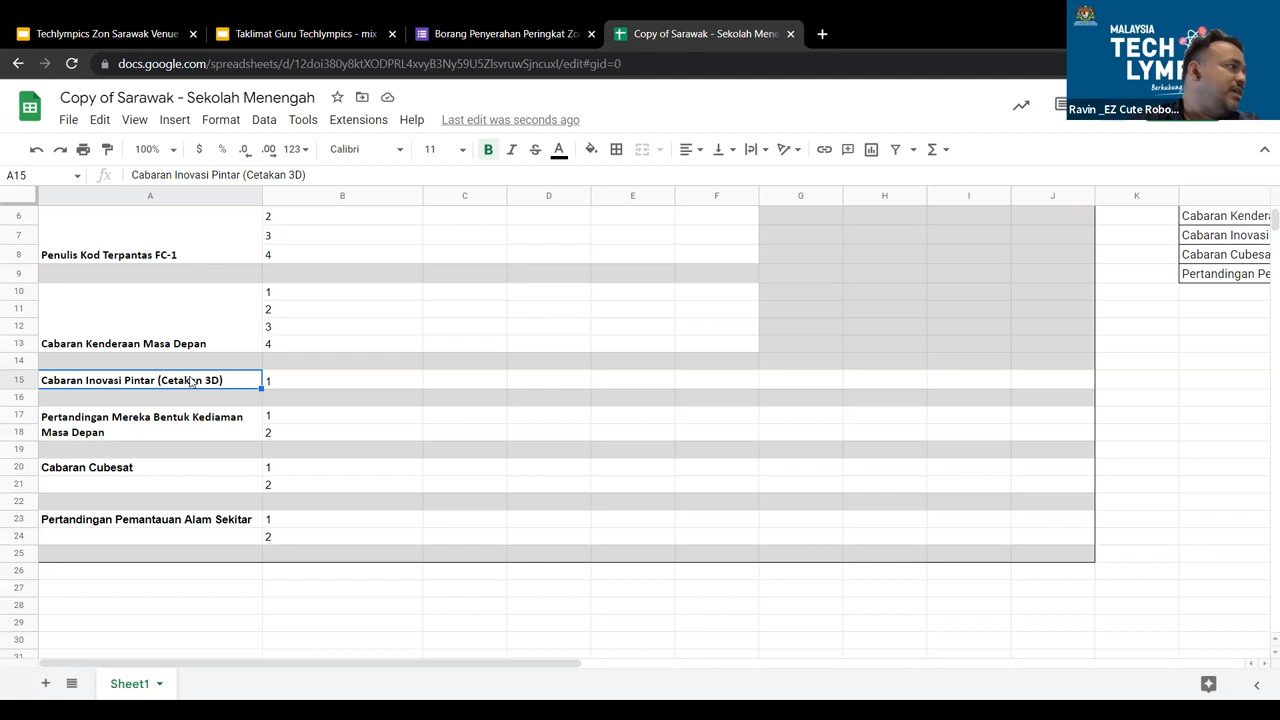 Techlympics Zon Sarawak Venue
Taklimat Guru Techlympics - mix
Borang Penyerahan Peringkat Zo
Copy of Sarawak - Sekolah Mene
docs.google.com/spreadsheets/d/12doi380y8ktXODPRL4xvyB3Ny59U5ZlsvruwSjncuxI/edit#gid=0
MALAYSIA
TECH
LYMP
Berhubung
Ravin _EZ Cute Robo...
Copy of Sarawak - Sekolah Menengah
File Edit View Insert Format Data Tools Extensions Help Last edit was seconds ago
100% $ % .0 .00 123 Calibri 11 B I S A
A15 fx Cabaran Inovasi Pintar (Cetakan 3D)
A B C D E F G H I J K
6 2 Cabaran Kendera
7 3 Cabaran Inovasi
8 Penulis Kod Terpantas FC-1 4 Cabaran Cubesa
9 Pertandingan Pe
10 1
11 2
12 3
13 Cabaran Kenderaan Masa Depan 4
14
15 Cabaran Inovasi Pintar (Cetakan 3D) 1
16
17 Pertandingan Mereka Bentuk Kediaman 1
18 Masa Depan 2
19
20 Cabaran Cubesat 1
21 2
22
23 Pertandingan Pemantauan Alam Sekitar 1
24 2
25
26
27
28
29
30
31
Sheet1